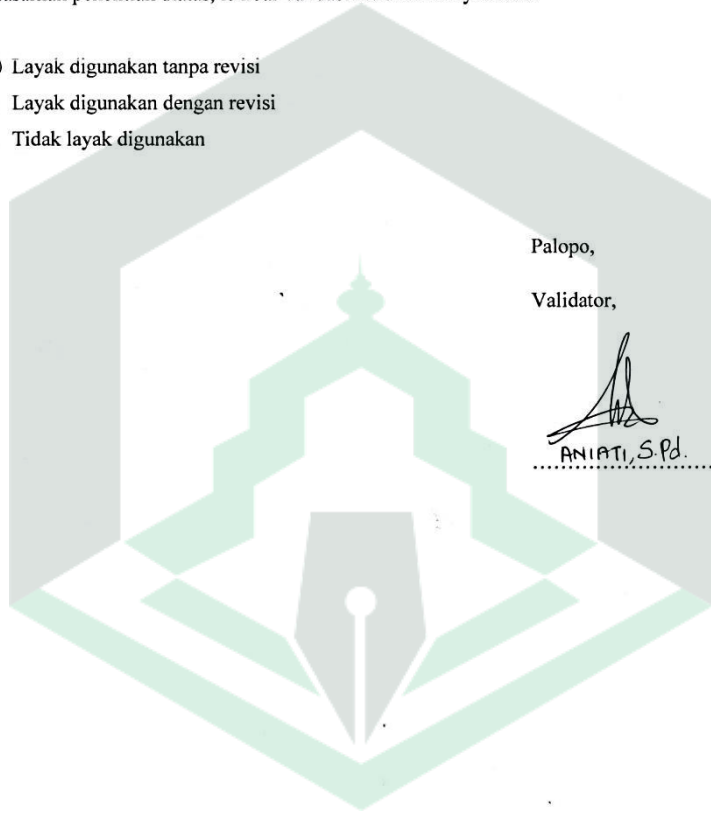 ) Layak digunakan tanpa revisi
Layak digunakan dengan revisi
Tidak layak digunakan
Palopo,
Validator,
ANIATI, S.Pd.